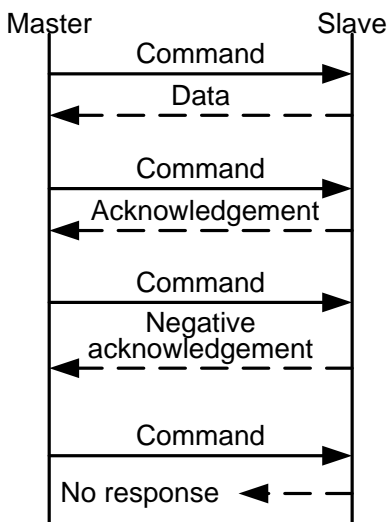 Master Slave
Command
Data
Command
Acknowledgement
Command
Negative
acknowledgement
Command
No response